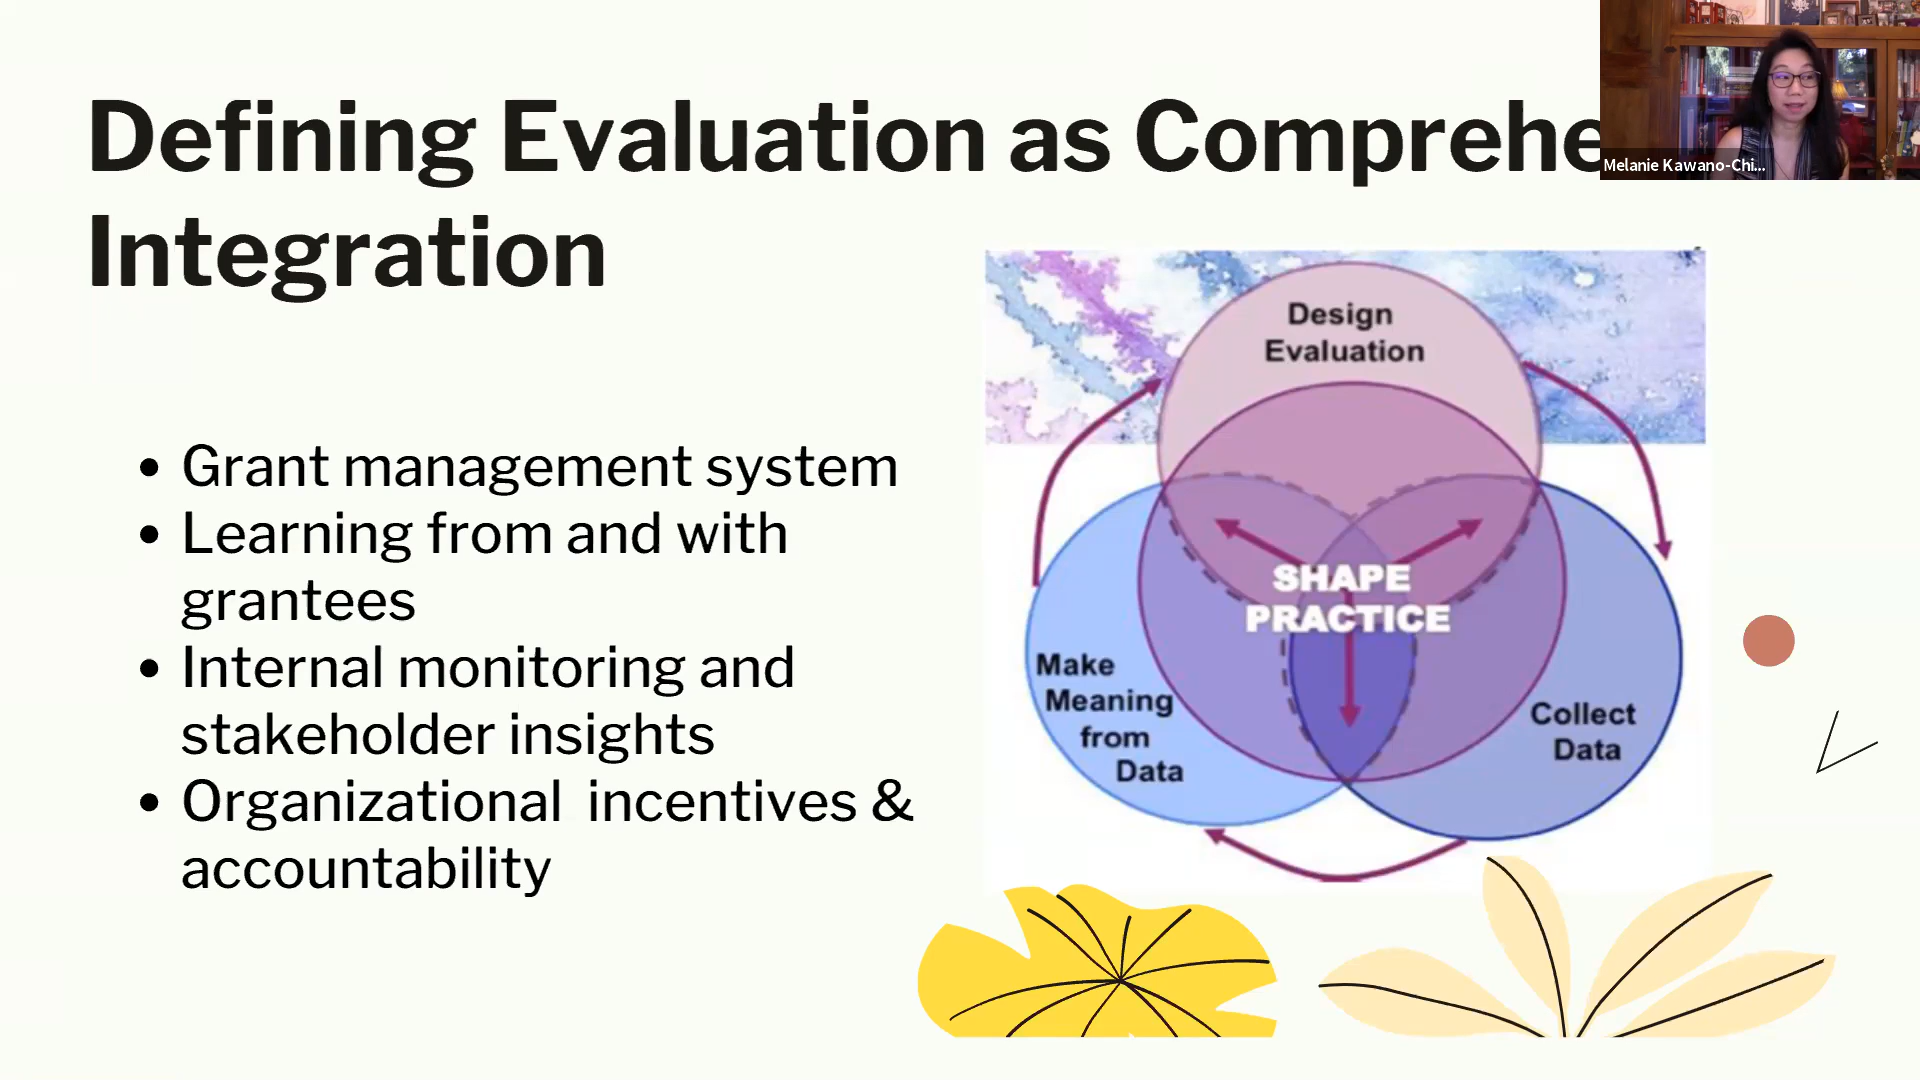 Defining Evaluation as Comprehe
Integration
Melanie Kawano-Chi...
• Grant management system
• Learning from and with
grantees
• Internal monitoring and
stakeholder insights
• Organizational incentives &
accountability
Design
Evaluation
SHAPE
PRACTICE
Make
Meaning
from
Data
Collect
Data